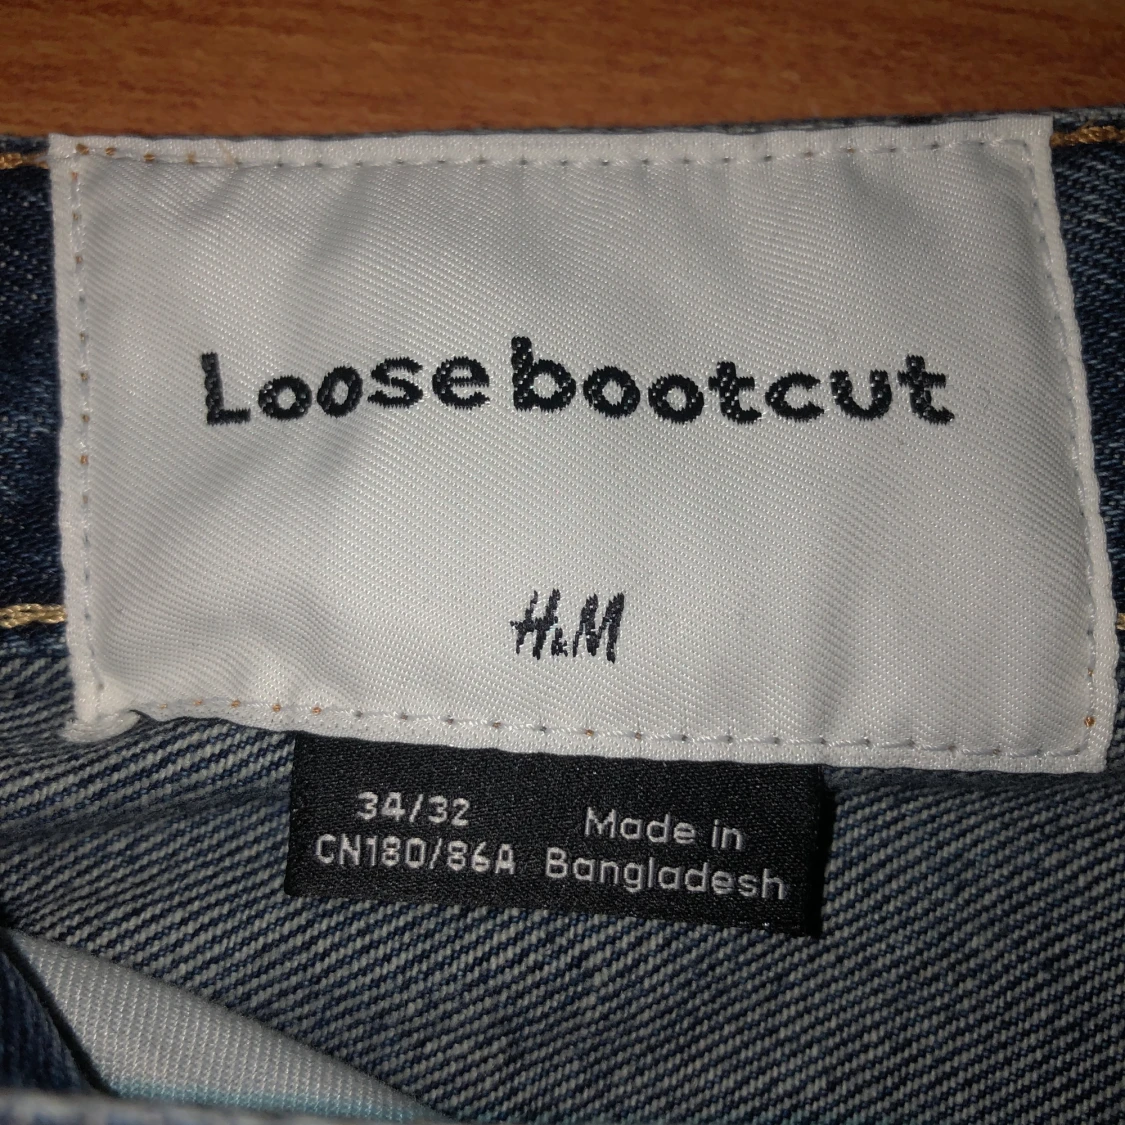 Loose bootcut
H&M
34/32
CN180/86A
Made in
Bangladesh